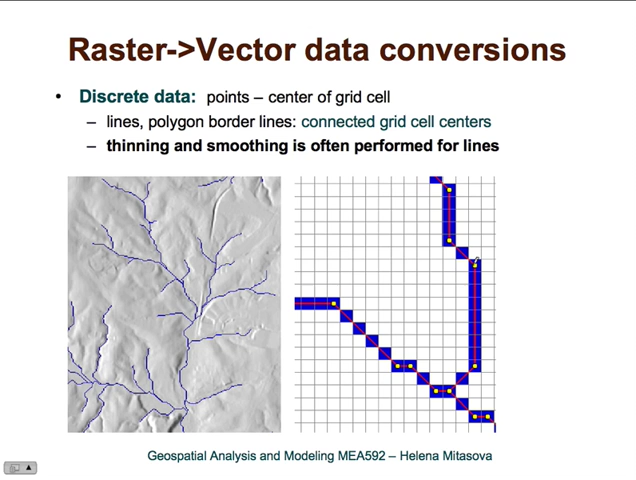 Raster->Vector data conversions
• Discrete data: points – center of grid cell
– lines, polygon border lines: connected grid cell centers
– thinning and smoothing is often performed for lines
Geospatial Analysis and Modeling MEA592 – Helena Mitasova